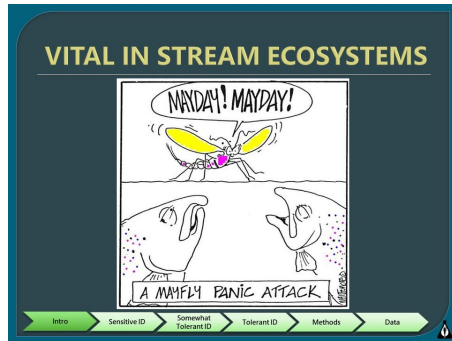 VITAL IN STREAM ECOSYSTEMS
MAYDAY! MAYDAY!
A MAYFLY PANIC ATTACK
Intro
Sensitive ID
Somewhat
Tolerant ID
Tolerant ID
Methods
Data